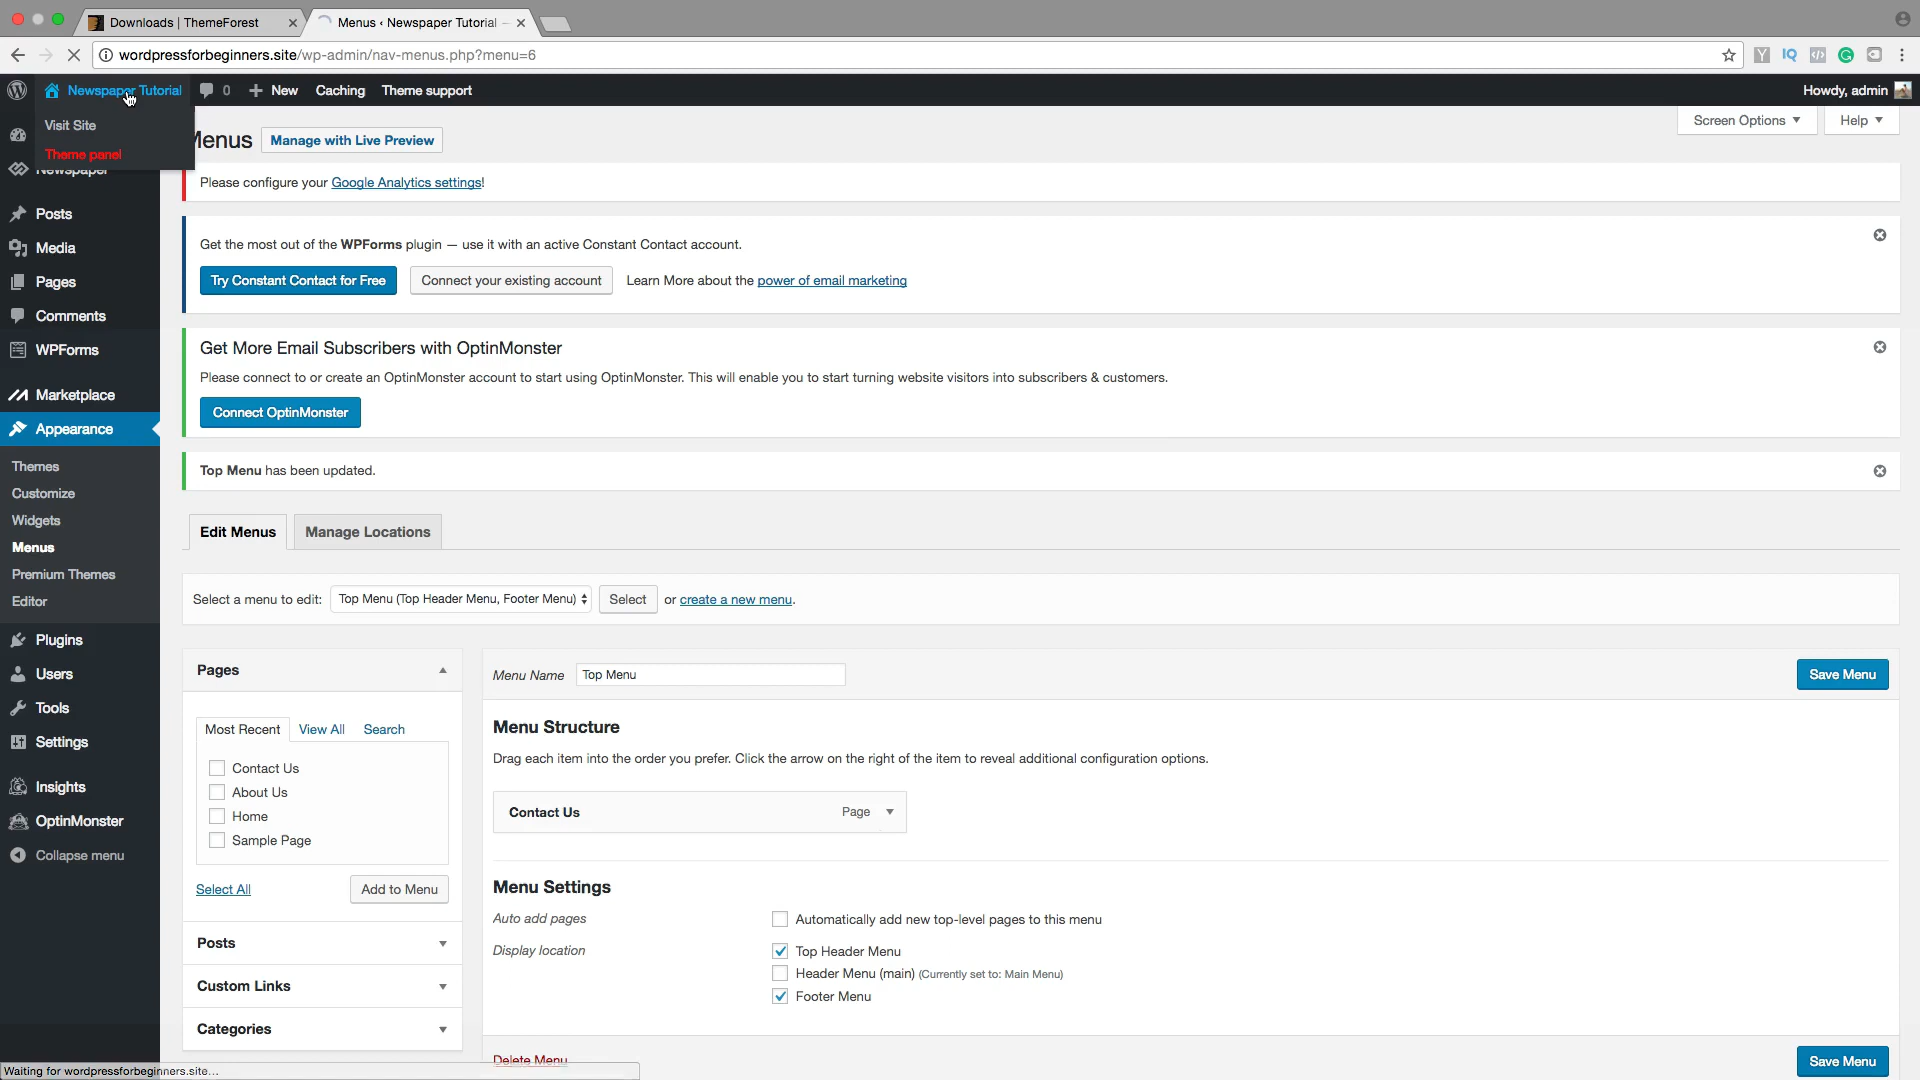 Downloads | ThemeForest
Menus ‹ Newspaper Tutorial —
wordpressforbeginners.site/wp-admin/nav-menus.php?menu=6
Newspaper Tutorial
0
New
Caching
Theme support
Howdy, admin
Visit Site
Theme panel
Newspaper
Posts
Media
Pages
Comments
WPForms
Marketplace
Appearance
Themes
Customize
Widgets
Menus
Premium Themes
Editor
Plugins
Users
Tools
Settings
Insights
OptinMonster
Collapse menu
Menus
Manage with Live Preview
Screen Options
Help
Please configure your Google Analytics settings!
Get the most out of the WPForms plugin — use it with an active Constant Contact account.
Try Constant Contact for Free
Connect your existing account
Learn More about the power of email marketing
Get More Email Subscribers with OptinMonster
Please connect to or create an OptinMonster account to start using OptinMonster. This will enable you to start turning website visitors into subscribers & customers.
Connect OptinMonster
Top Menu has been updated.
Edit Menus
Manage Locations
Select a menu to edit:
Top Menu (Top Header Menu, Footer Menu)
Select
or create a new menu.
Pages
Most Recent
View All
Search
Contact Us
About Us
Home
Sample Page
Select All
Add to Menu
Posts
Custom Links
Categories
Menu Name
Top Menu
Save Menu
Menu Structure
Drag each item into the order you prefer. Click the arrow on the right of the item to reveal additional configuration options.
Contact Us
Page
Menu Settings
Auto add pages
Automatically add new top-level pages to this menu
Display location
Top Header Menu
Header Menu (main) (Currently set to: Main Menu)
Footer Menu
Delete Menu
Save Menu
Waiting for wordpressforbeginners.site...